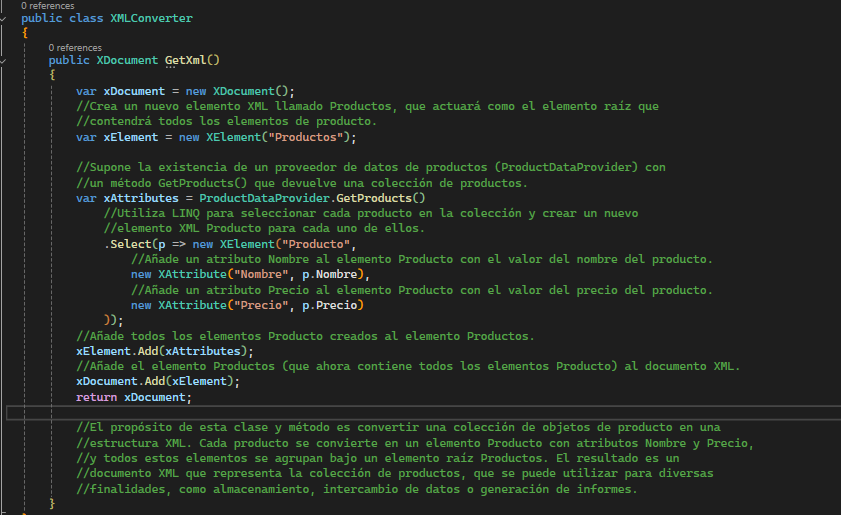 0 references
public class XMLConverter
{
0 references
public XDocument GetXml()
{
var xDocument = new XDocument();
//Crea un nuevo elemento XML llamado Productos, que actuará como el elemento raíz que
//contendrá todos los elementos de producto.
var xElement = new XElement("Productos");
//Supone la existencia de un proveedor de datos de productos (ProductDataProvider) con
//un método GetProducts() que devuelve una colección de productos.
var xAttributes = ProductDataProvider.GetProducts()
//Utiliza LINQ para seleccionar cada producto en la colección y crear un nuevo
//elemento XML Producto para cada uno de ellos.
.Select(p => new XElement("Producto",
//Añade un atributo Nombre al elemento Producto con el valor del nombre del producto.
new XAttribute("Nombre", p.Nombre),
//Añade un atributo Precio al elemento Producto con el valor del precio del producto.
new XAttribute("Precio", p.Precio)
));
//Añade todos los elementos Producto creados al elemento Productos.
xElement.Add(xAttributes);
//Añade el elemento Productos (que ahora contiene todos los elementos Producto) al documento XML.
xDocument.Add(xElement);
return xDocument;
//El propósito de esta clase y método es convertir una colección de objetos de producto en una
//estructura XML. Cada producto se convierte en un elemento Producto con atributos Nombre y Precio,
//y todos estos elementos se agrupan bajo un elemento raíz Productos. El resultado es un
//documento XML que representa la colección de productos, que se puede utilizar para diversas
//finalidades, como almacenamiento, intercambio de datos o generación de informes.
}